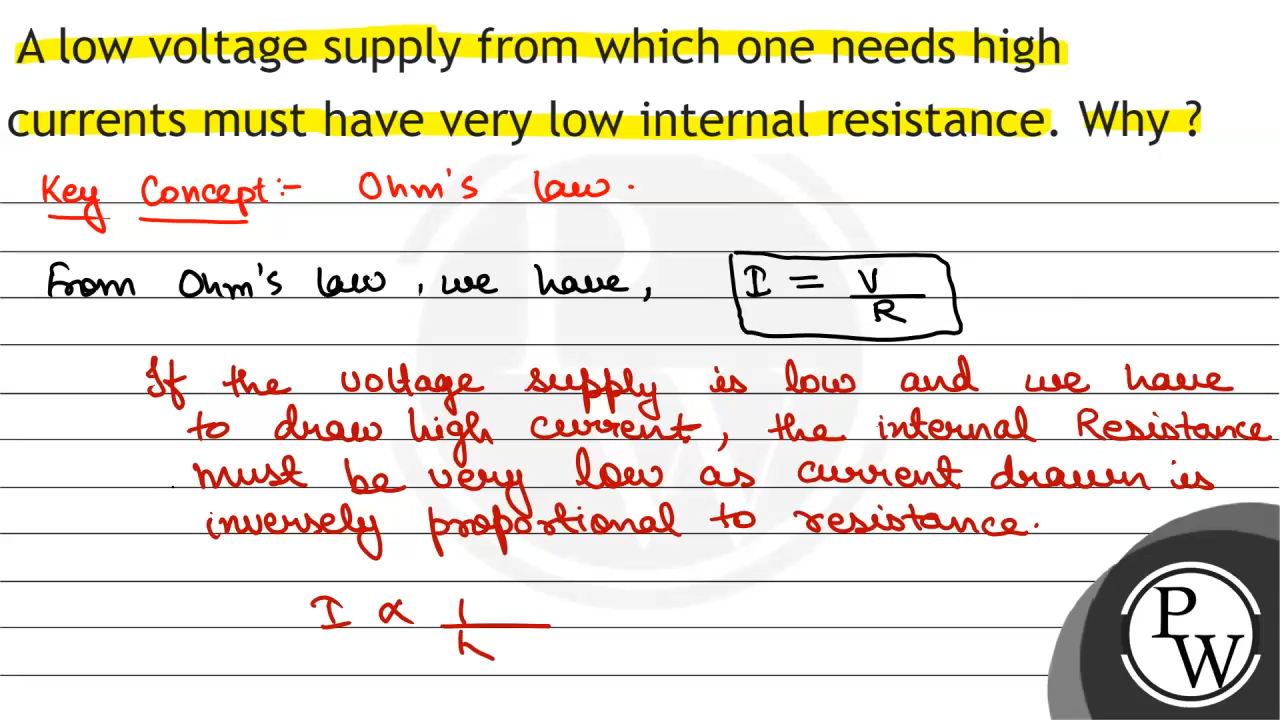 A low voltage supply from which one needs high
currents must have very low internal resistance. Why ?
Key Concept:- Ohm's law.
From Ohm's law, we have, I = V/R
If the voltage supply is low and we have
to draw high current, the internal Resistance
must be very low as current drawn is
inversely proportional to resistance.
I ∝ 1/r
PW